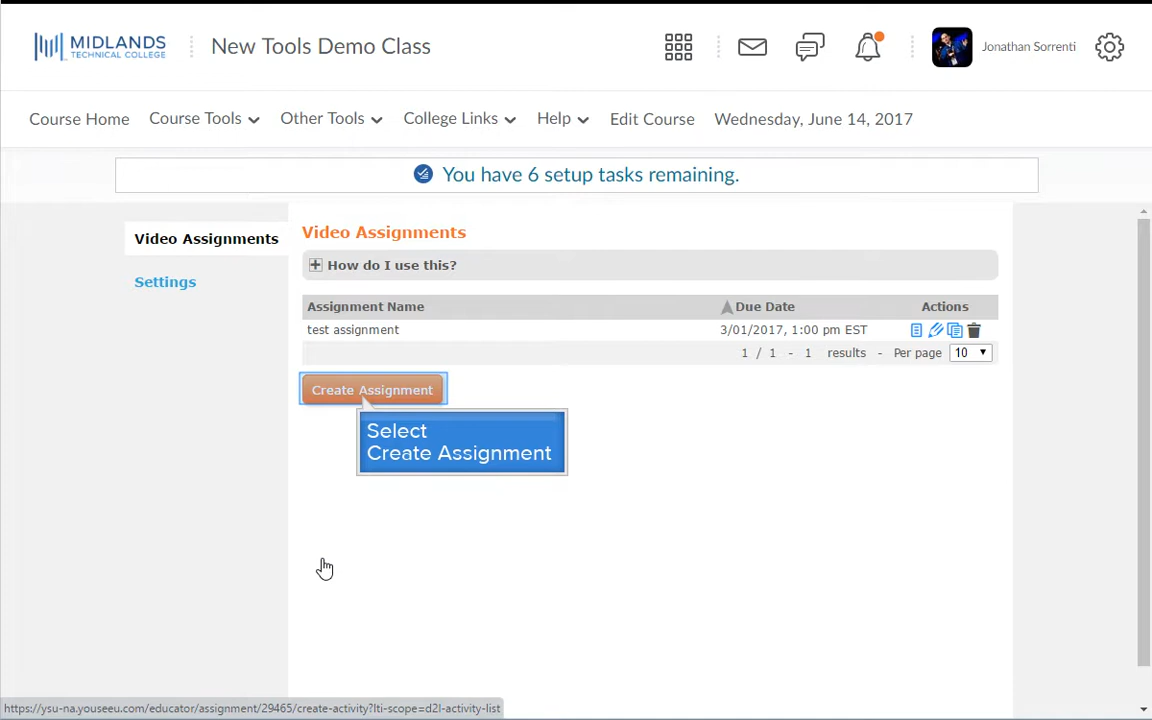 MIDLANDS
TECHNICAL COLLEGE
New Tools Demo Class
Jonathan Sorrenti
Course Home
Course Tools
Other Tools
College Links
Help
Edit Course
Wednesday, June 14, 2017
You have 6 setup tasks remaining.
Video Assignments
Settings
Video Assignments
How do I use this?
Assignment Name
Due Date
Actions
test assignment
3/01/2017, 1:00 pm EST
1 / 1 - 1 results - Per page 10
Create Assignment
Select
Create Assignment
https://ysu-na.youseeu.com/educator/assignment/29465/create-activity?lti-scope=d2l-activity-list